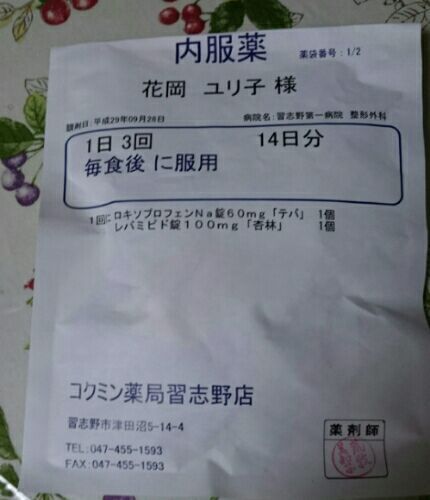 内服薬
薬袋番号：1/2
花岡 ユリ子 様
調剤日：平成29年09月28日
病院名：習志野第一病院 整形外科
1日 3回 14日分
毎食後 に服用
1回に ロキソプロフェンNa錠60mg「テバ」 1個
レバミピド錠100mg「杏林」 1個
コクミン薬局習志野店
習志野市津田沼5-14-4
TEL：047-455-1593
FAX：047-455-1593
薬剤師